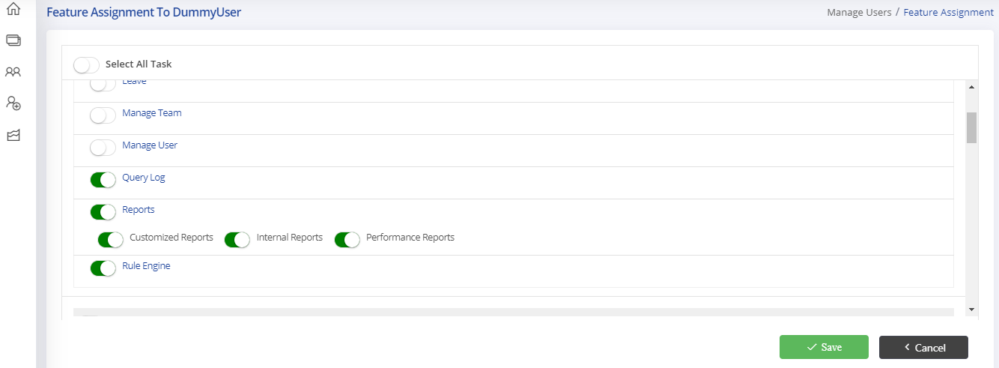 Feature Assignment To DummyUser
Manage Users / Feature Assignment
Select All Task
Leave
Manage Team
Manage User
Query Log
Reports
Customized Reports Internal Reports Performance Reports
Rule Engine
Save Cancel